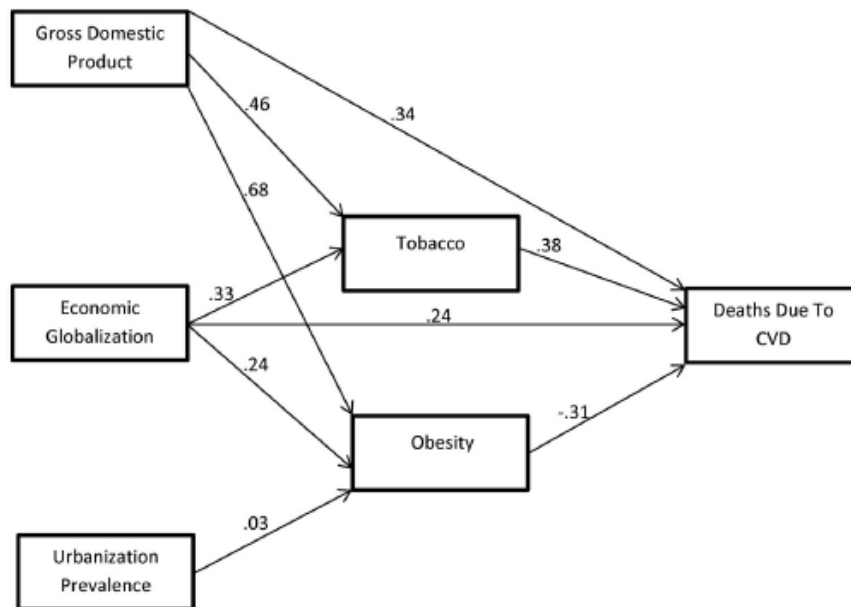 Gross Domestic
Product
.46
.34
.68
Tobacco
.38
.33
Economic
Globalization
.24
Deaths Due To
CVD
.24
Obesity
-.31
.03
Urbanization
Prevalence